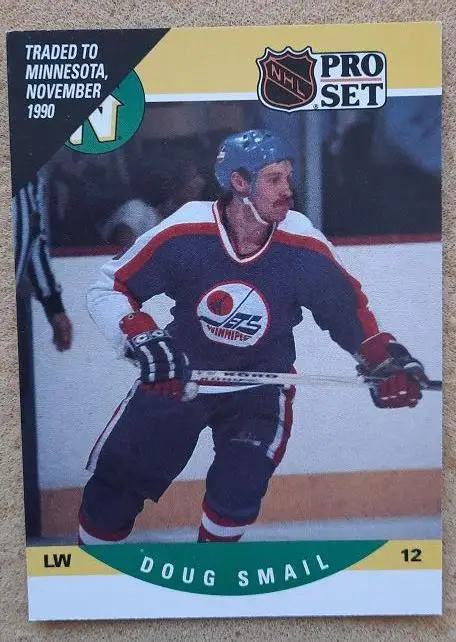 TRADED TO
MINNESOTA,
NOVEMBER
1990
N
NHL
PRO
SET
JETS
WINNIPEG
KOHO
LW
DOUG SMAIL
12